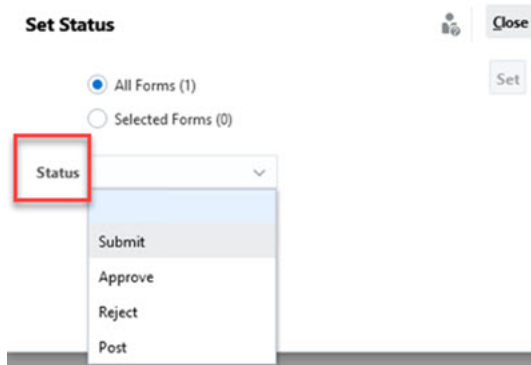 Set Status
Close
All Forms (1)
Set
Selected Forms (0)
Status
Submit
Approve
Reject
Post